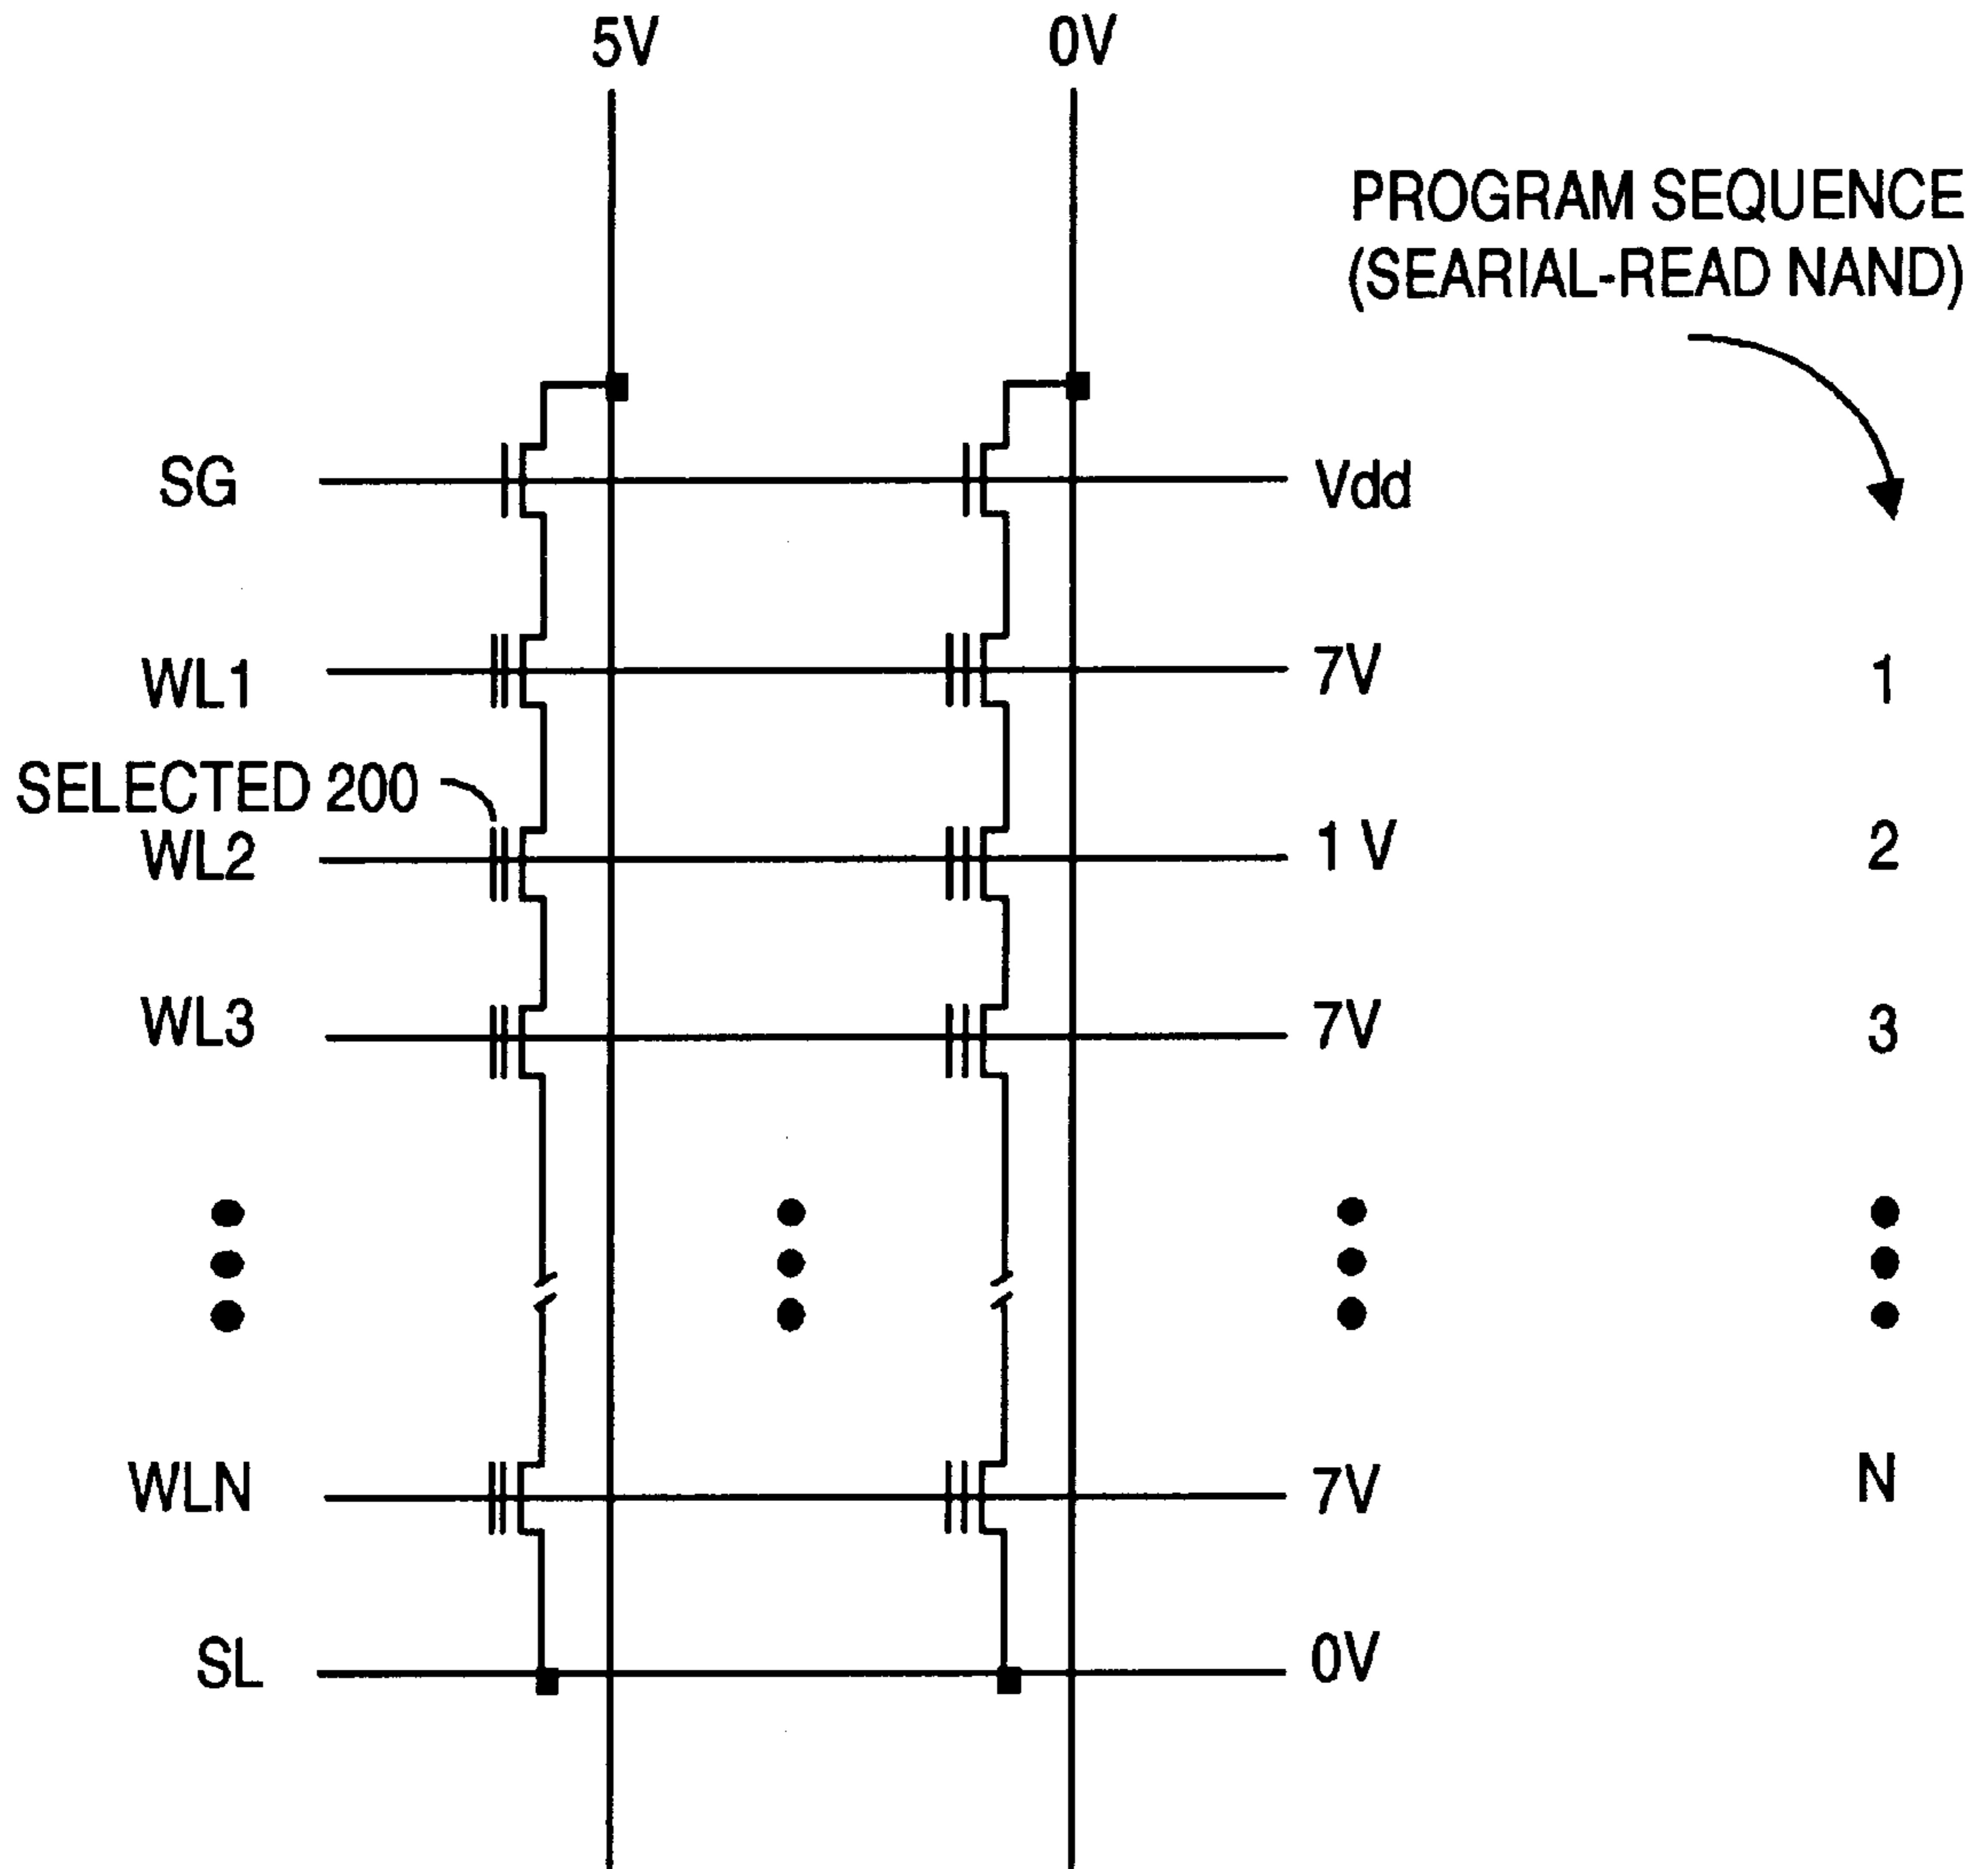 5V 0V
PROGRAM SEQUENCE
(SEARIAL-READ NAND)
SG Vdd
WL1 7V 1
SELECTED 200
WL2 1 V 2
WL3 7V 3
WLN 7V N
SL 0V